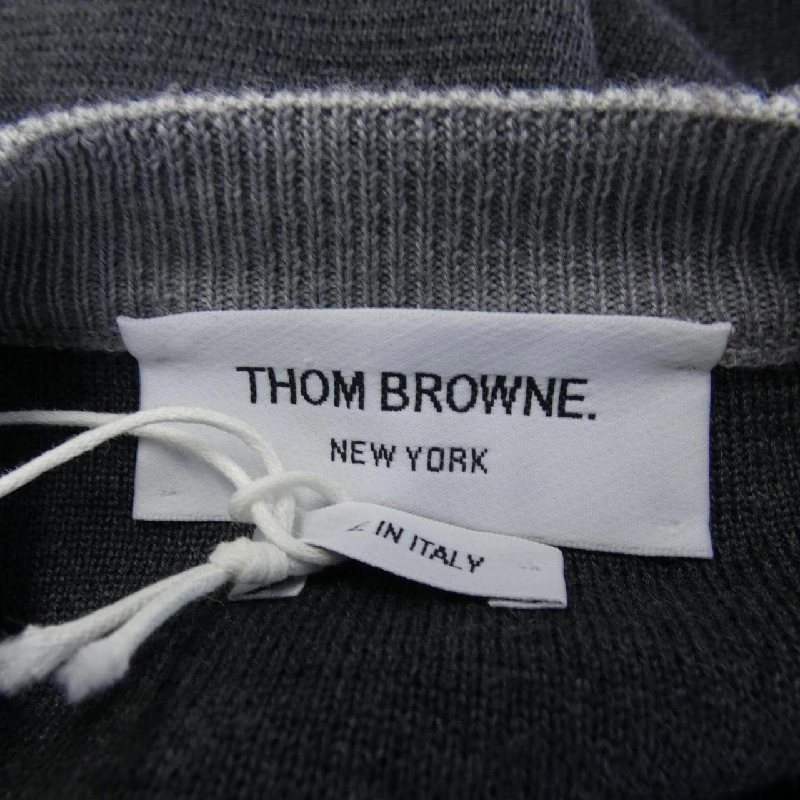 THOM BROWNE.
NEW YORK
IN ITALY